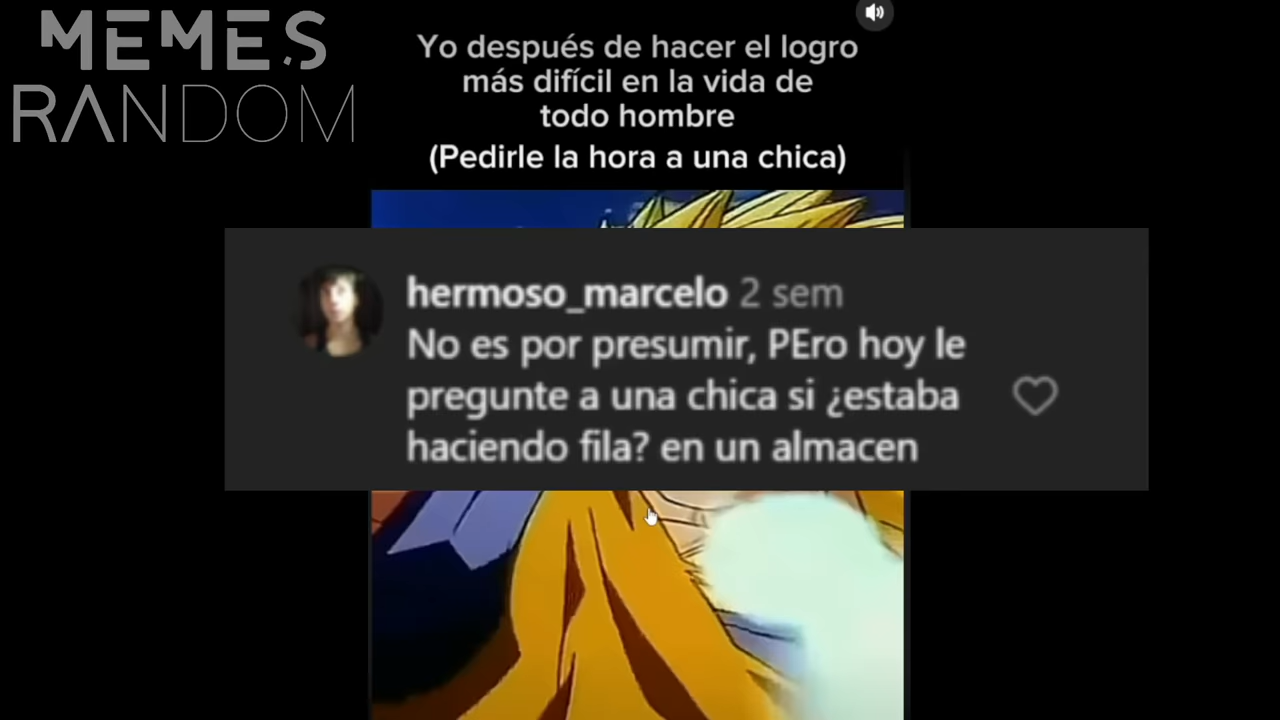 MEMES
RANDOM
Yo después de hacer el logro
más difícil en la vida de
todo hombre
(Pedirle la hora a una chica)
hermoso_marcelo 2 sem
No es por presumir, PEro hoy le
pregunte a una chica si ¿estaba
haciendo fila? en un almacen